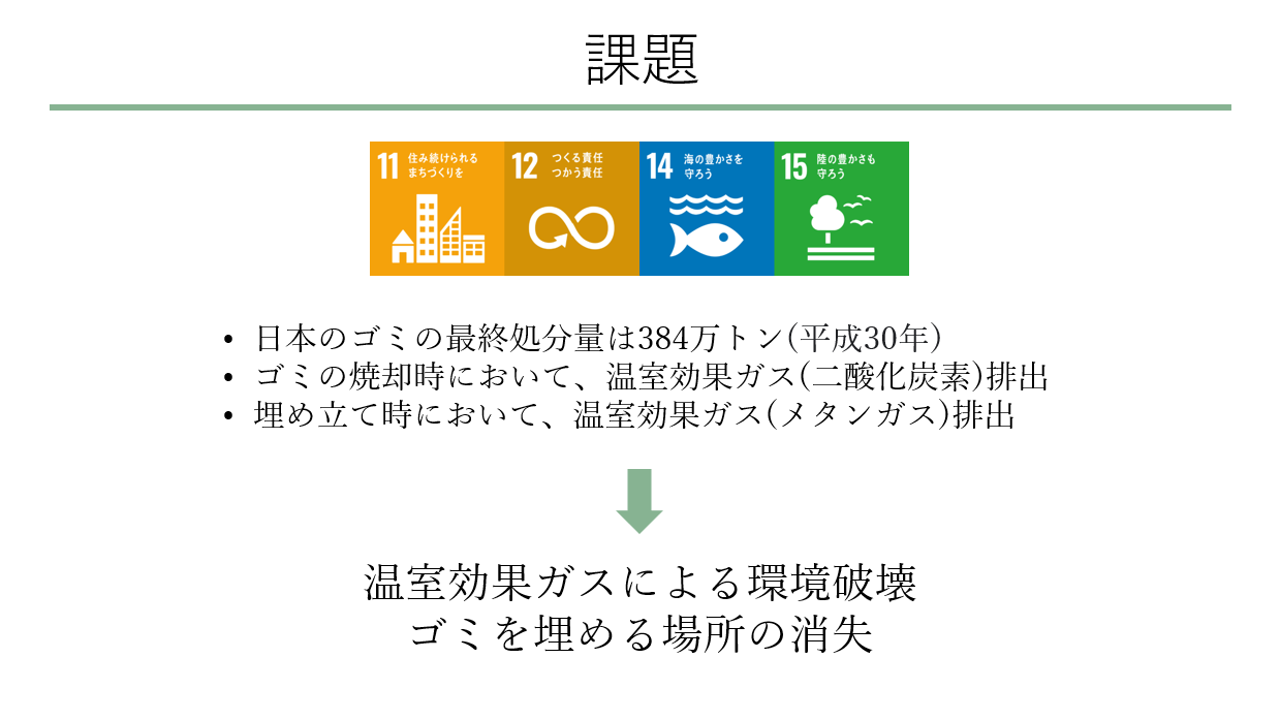 課題
11 住み続けられる
まちづくりを
12 つくる責任
つかう責任
14 海の豊かさを
守ろう
15 陸の豊かさも
守ろう
• 日本のゴミの最終処分量は384万トン(平成30年)
• ゴミの焼却時において、温室効果ガス(二酸化炭素)排出
• 埋め立て時において、温室効果ガス(メタンガス)排出
温室効果ガスによる環境破壊
ゴミを埋める場所の消失